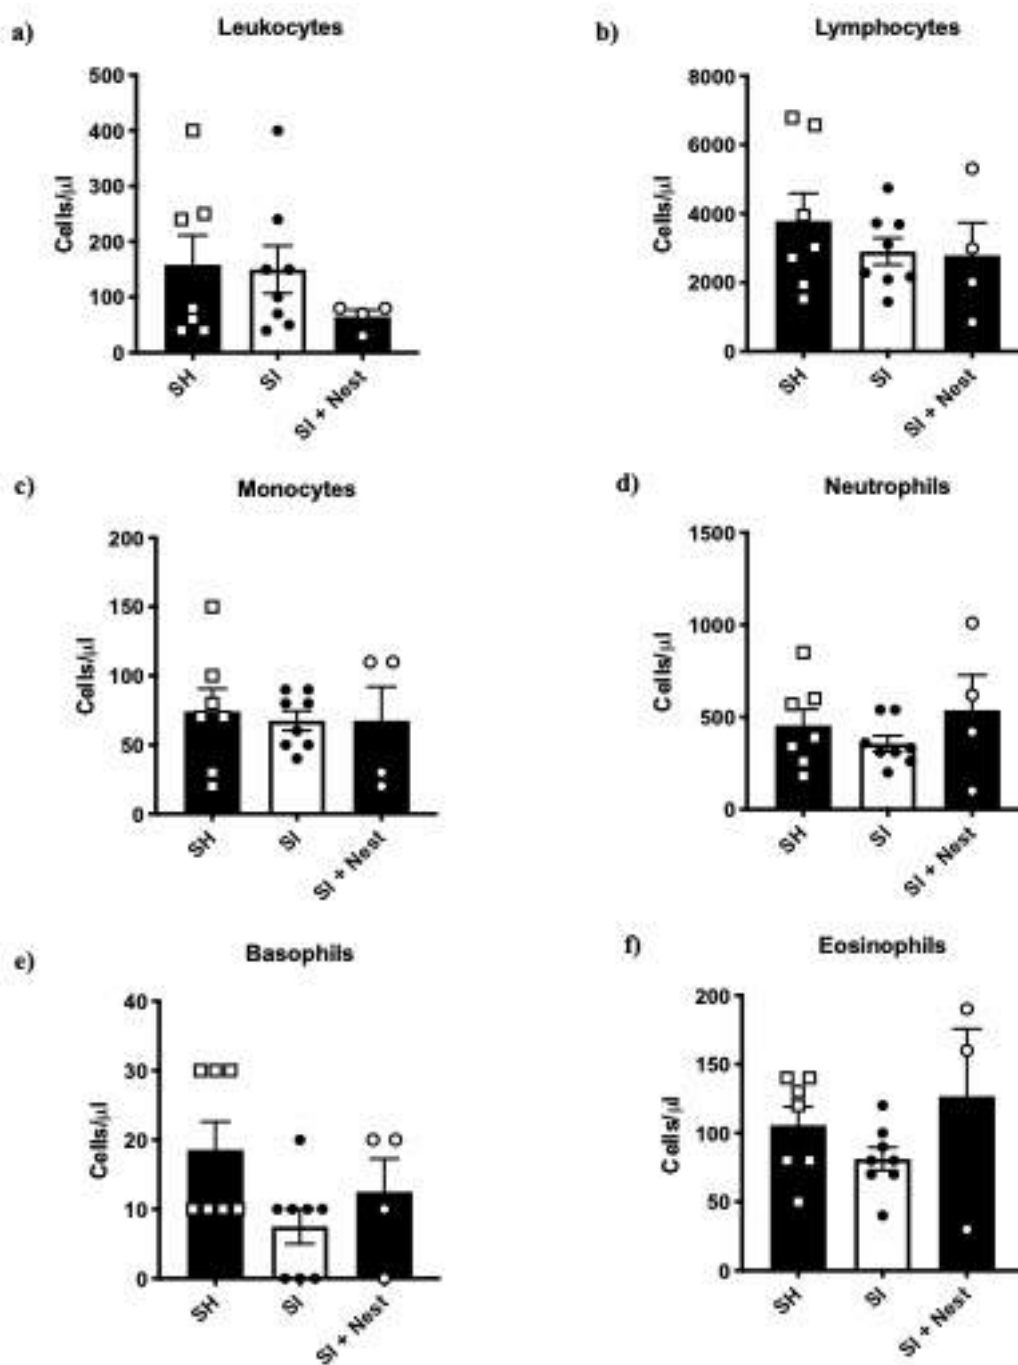 a)
Leukocytes
Cells/μl
500
400
300
200
100
0
SH
SI
SI + Nest
b)
Lymphocytes
Cells/μl
8000
6000
4000
2000
0
SH
SI
SI + Nest
c)
Monocytes
Cells/μl
200
150
100
50
0
SH
SI
SI + Nest
d)
Neutrophils
Cells/μl
1500
1000
500
0
SH
SI
SI + Nest
e)
Basophils
Cells/μl
40
30
20
10
0
SH
SI
SI + Nest
f)
Eosinophils
Cells/μl
200
150
100
50
0
SH
SI
SI + Nest